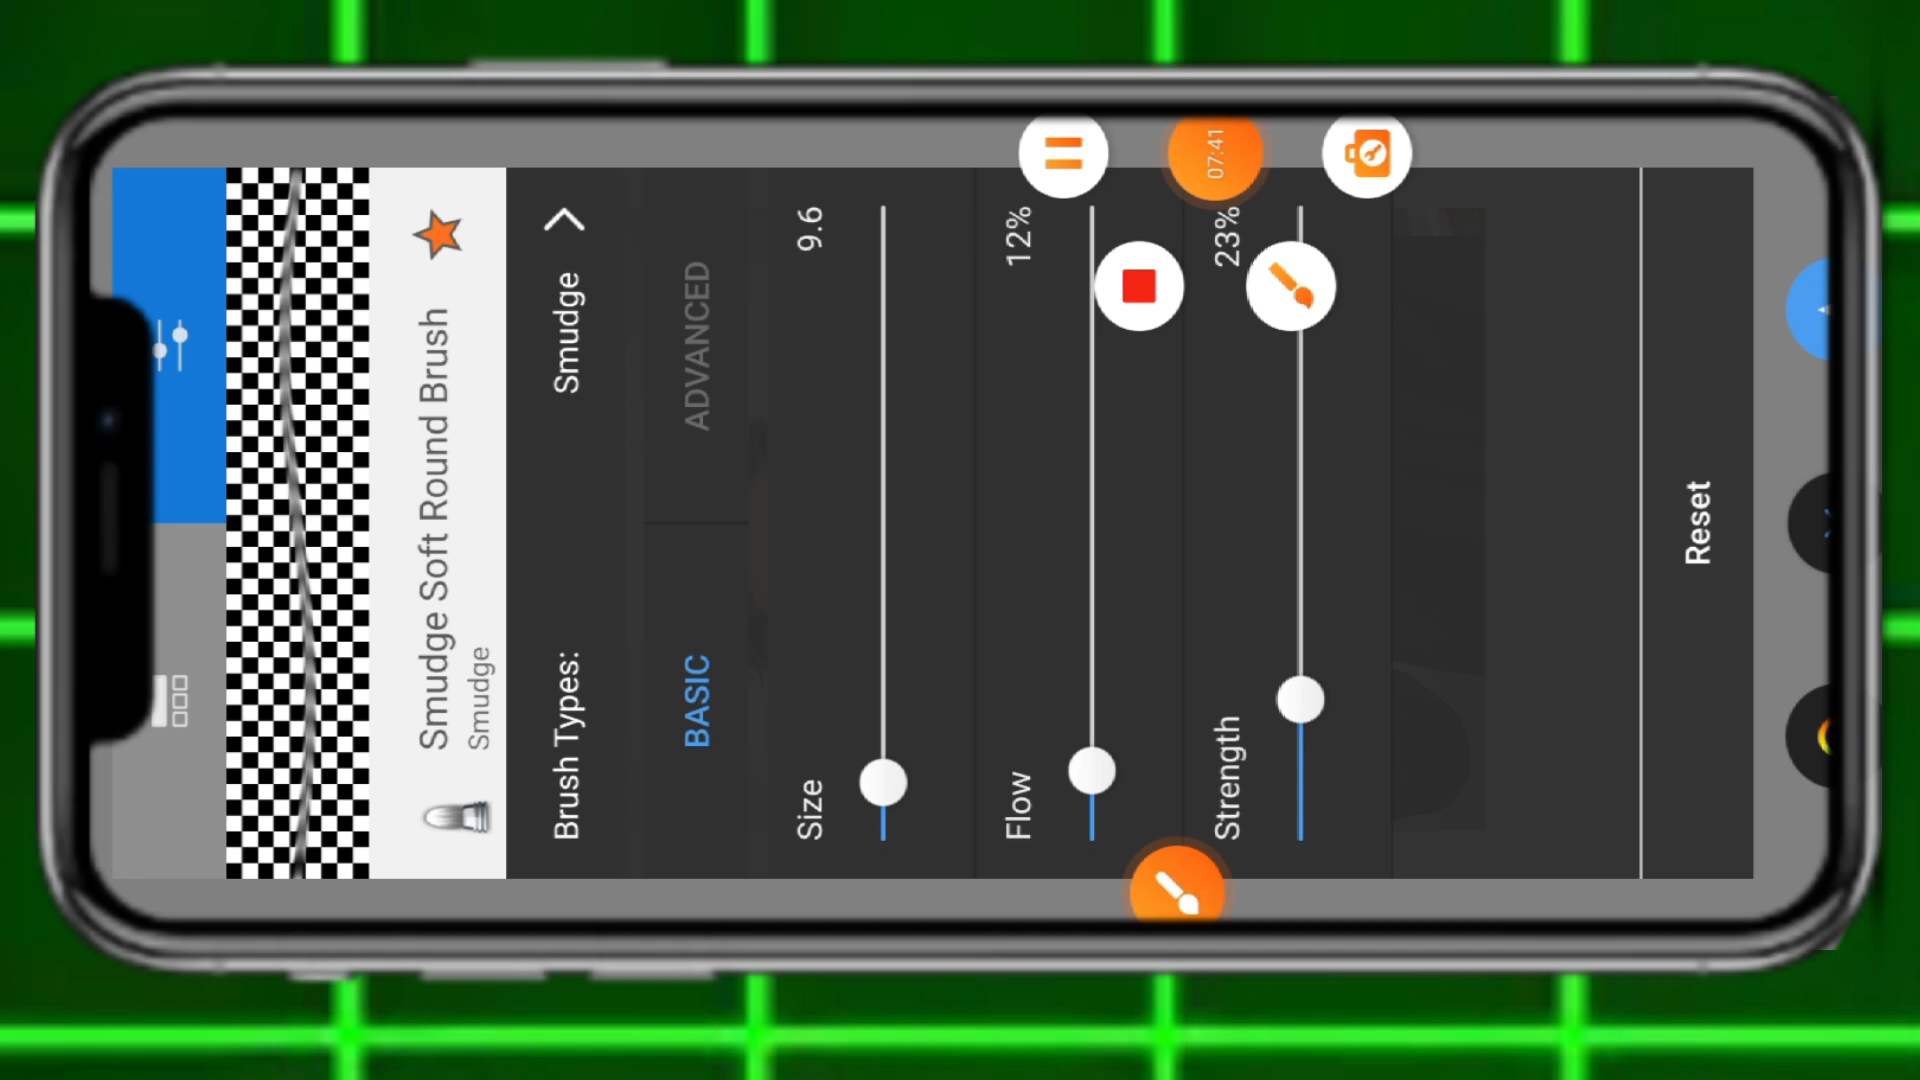 Smudge Soft Round Brush
Smudge
Brush Types: Smudge
BASIC ADVANCED
Size 9.6
Flow 12%
Strength 23%
Reset
07:41